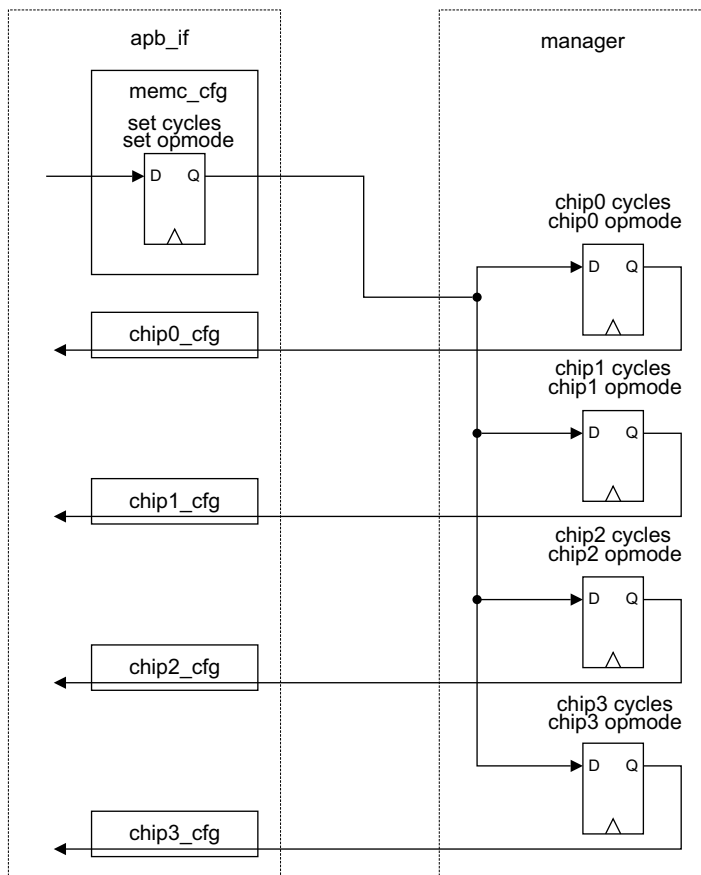 apb_if
manager
memc_cfg
set cycles
set opmode
D Q
chip0 cycles
chip0 opmode
D Q
chip0_cfg
chip1 cycles
chip1 opmode
D Q
chip1_cfg
chip2 cycles
chip2 opmode
D Q
chip2_cfg
chip3 cycles
chip3 opmode
D Q
chip3_cfg